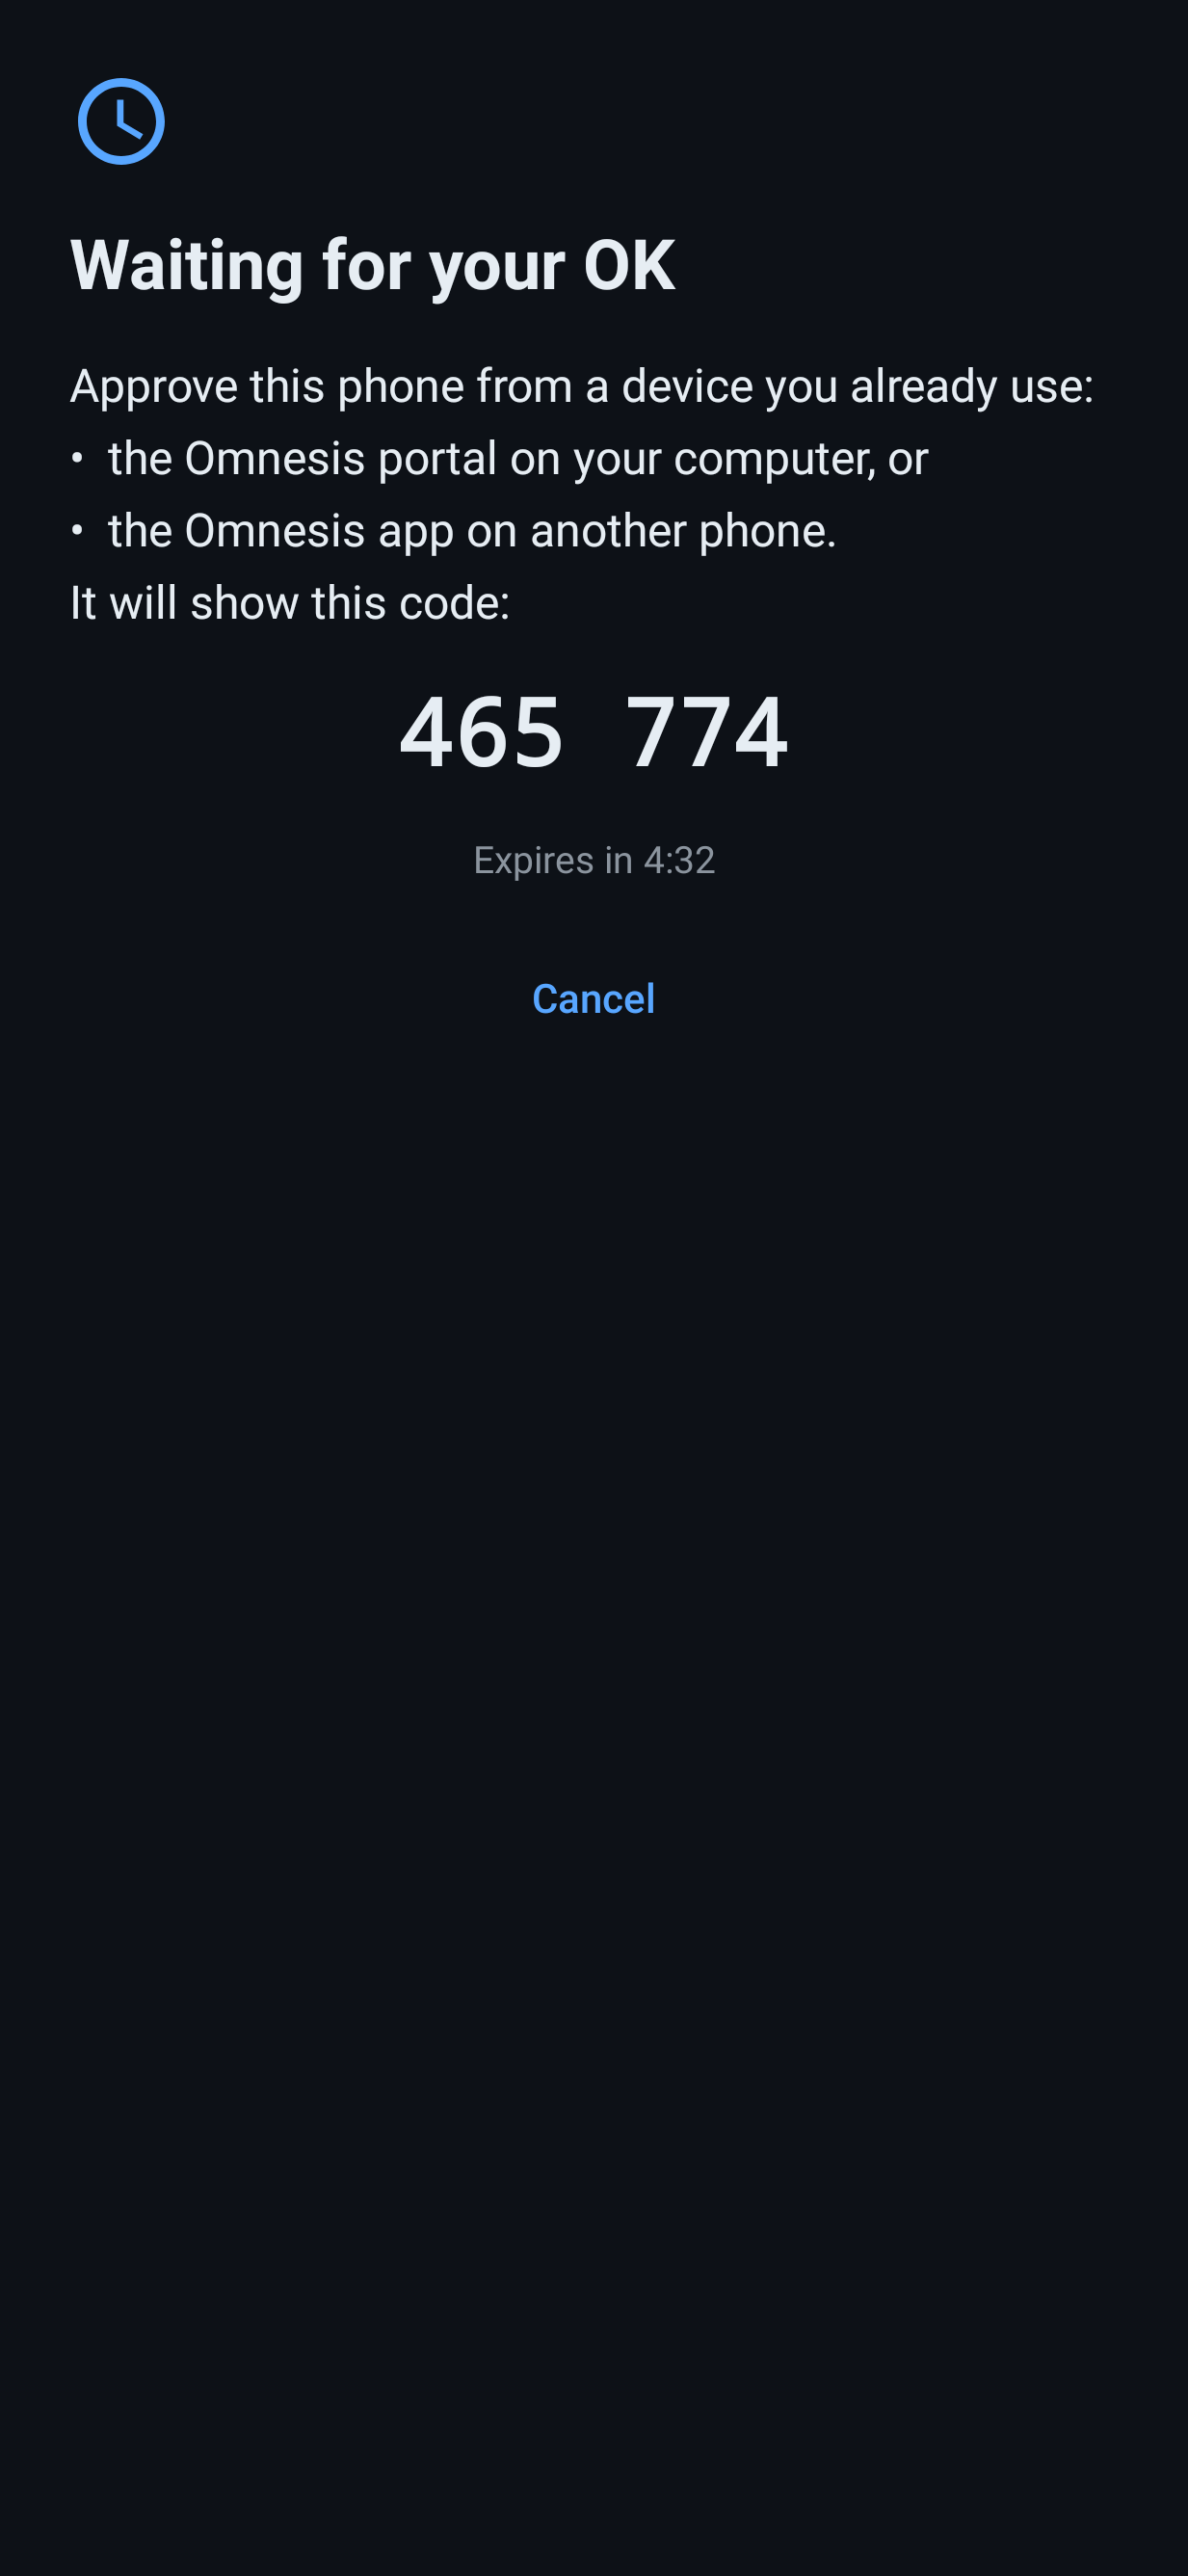 Waiting for your OK
Approve this phone from a device you already use:
• the Omnesis portal on your computer, or
• the Omnesis app on another phone.
It will show this code:
465 774
Expires in 4:32
Cancel